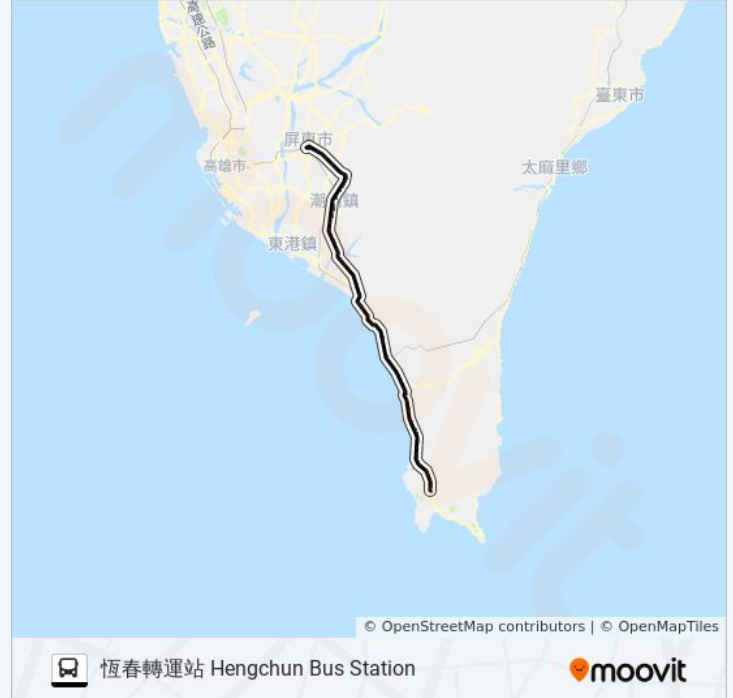 高速公路
臺東市
屏東市
高雄市
太麻里鄉
潮州鎮
東港鎮
moovit
© OpenStreetMap contributors | © OpenMapTiles
恆春轉運站 Hengchun Bus Station
moovit